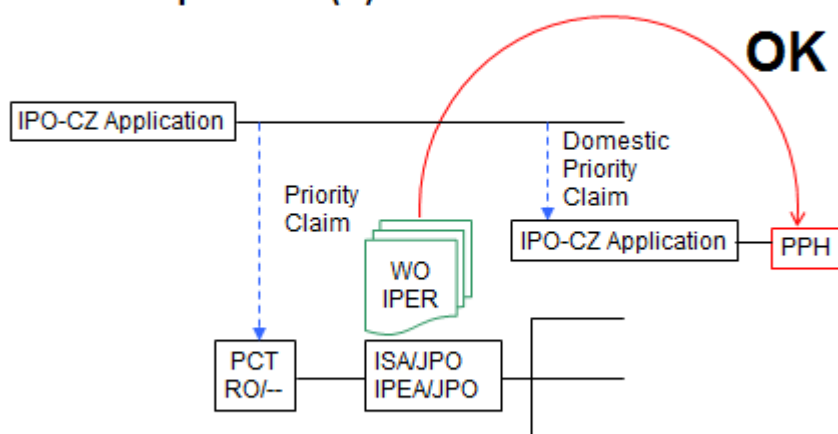 OK
IPO-CZ Application
Domestic
Priority
Claim
Priority
Claim
IPO-CZ Application
PPH
WO
IPER
PCT
RO/--
ISA/JPO
IPEA/JPO